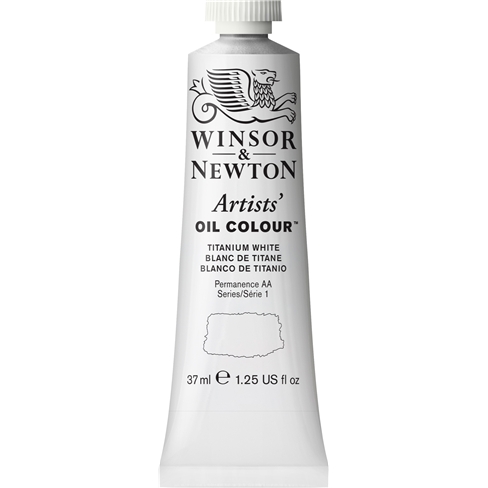 WINSOR
&
NEWTON
Artists'
OIL COLOUR™
TITANIUM WHITE
BLANC DE TITANE
BLANCO DE TITANIO
Permanence AA
Series/Série 1
37 ml ℮ 1.25 US fl oz